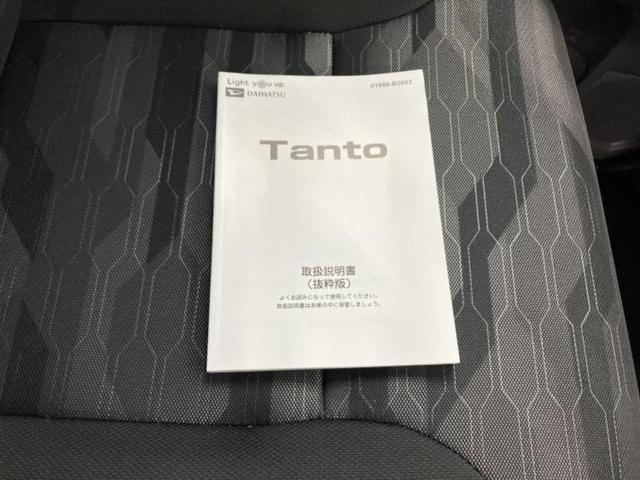 Light you up
DAIHATSU
01999-B2603
Tanto
取扱説明書
（抜粋版）
よくお読みになって使用してください。
取扱説明書はお車の中に保管しましょう。